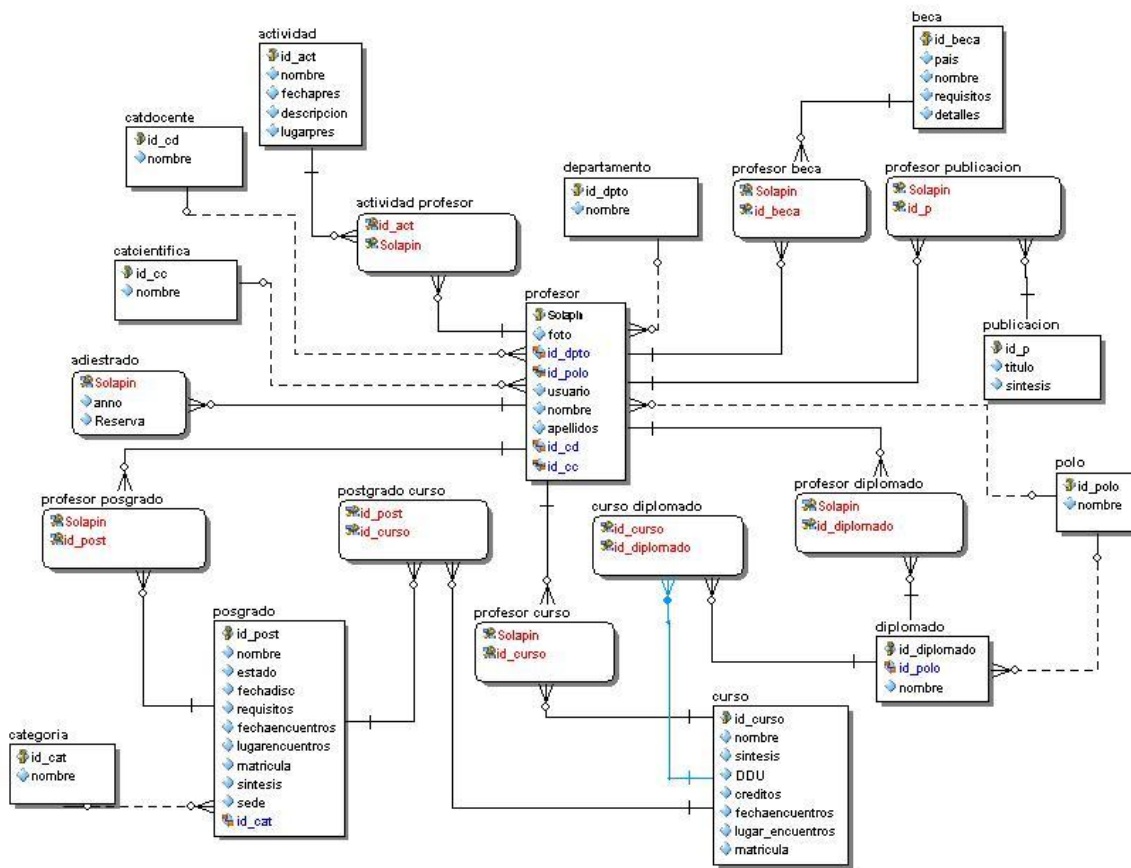 beca
id_beca
pais
nombre
requisitos
detalles
actividad
id_act
nombre
fechapres
descripcion
lugarpres
catdocente
id_cd
nombre
departamento
id_dpto
nombre
profesor beca
Solapin
id_beca
profesor publicacion
Solapin
id_p
actividad profesor
id_act
Solapin
catcientifica
id_cc
nombre
profesor
Solapin
foto
id_dpto
id_polo
usuario
nombre
apellidos
id_cd
id_cc
publicacion
id_p
titulo
sintesis
adiestrado
Solapin
anno
Reserva
polo
id_polo
nombre
profesor posgrado
Solapin
id_post
postgrado curso
id_post
id_curso
curso diplomado
id_curso
id_diplomado
profesor diplomado
Solapin
id_diplomado
profesor curso
Solapin
id_curso
posgrado
id_post
nombre
estado
fechadisc
requisitos
fechaencuentros
lugarencuentros
matricula
sintesis
sede
id_cat
diplomado
id_diplomado
id_polo
nombre
curso
id_curso
nombre
sintesis
DDU
creditos
fechaencuentros
lugar_encuentros
matricula
categoria
id_cat
nombre